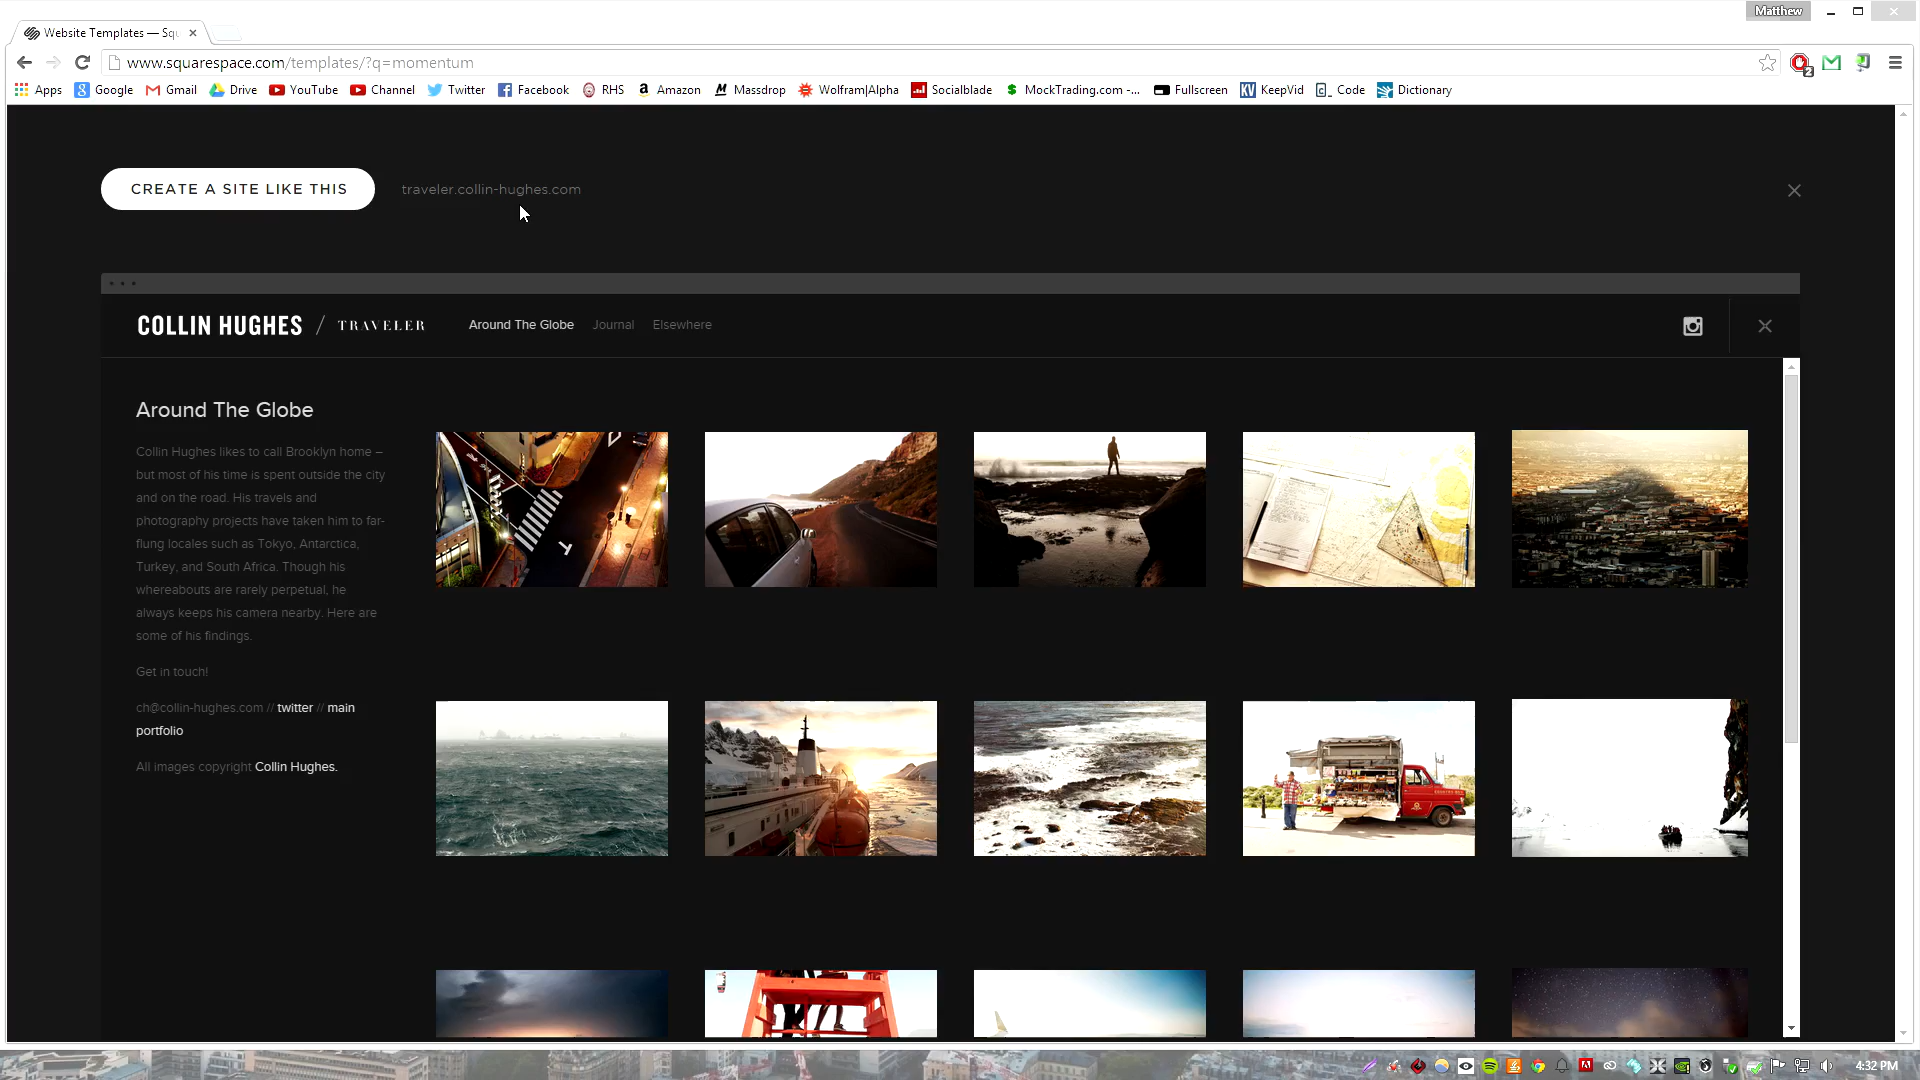 Matthew
Website Templates — Squ
www.squarespace.com/templates/?q=momentum
Apps Google Gmail Drive YouTube Channel Twitter Facebook RHS Amazon Massdrop Wolfram|Alpha Socialblade MockTrading.com -... Fullscreen KeepVid Code Dictionary
CREATE A SITE LIKE THIS traveler.collin-hughes.com
COLLIN HUGHES / TRAVELER Around The Globe Journal Elsewhere
Around The Globe
Collin Hughes likes to call Brooklyn home –
but most of his time is spent outside the city
and on the road. His travels and
photography projects have taken him to far-
flung locales such as Tokyo, Antarctica,
Turkey, and South Africa. Though his
whereabouts are rarely perpetual, he
always keeps his camera nearby. Here are
some of his findings.
Get in touch!
ch@collin-hughes.com // twitter // main
portfolio
All images copyright Collin Hughes.
4:32 PM